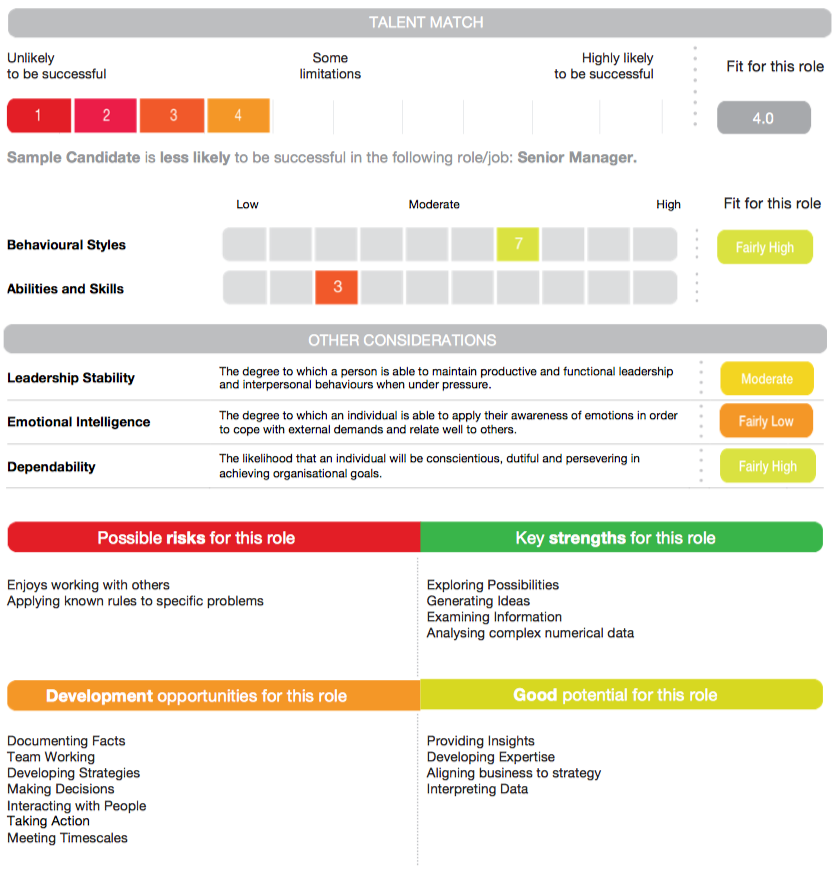 TALENT MATCH
Unlikely
to be successful
Some
limitations
Highly likely
to be successful
Fit for this role
1 2 3 4
4.0
Sample Candidate is less likely to be successful in the following role/job: Senior Manager.
Low Moderate High Fit for this role
Behavioural Styles 7 Fairly High
Abilities and Skills 3
OTHER CONSIDERATIONS
Leadership Stability
The degree to which a person is able to maintain productive and functional leadership
and interpersonal behaviours when under pressure.
Moderate
Emotional Intelligence
The degree to which an individual is able to apply their awareness of emotions in order
to cope with external demands and relate well to others.
Fairly Low
Dependability
The likelihood that an individual will be conscientious, dutiful and persevering in
achieving organisational goals.
Fairly High
Possible risks for this role
Enjoys working with others
Applying known rules to specific problems
Key strengths for this role
Exploring Possibilities
Generating Ideas
Examining Information
Analysing complex numerical data
Development opportunities for this role
Documenting Facts
Team Working
Developing Strategies
Making Decisions
Interacting with People
Taking Action
Meeting Timescales
Good potential for this role
Providing Insights
Developing Expertise
Aligning business to strategy
Interpreting Data